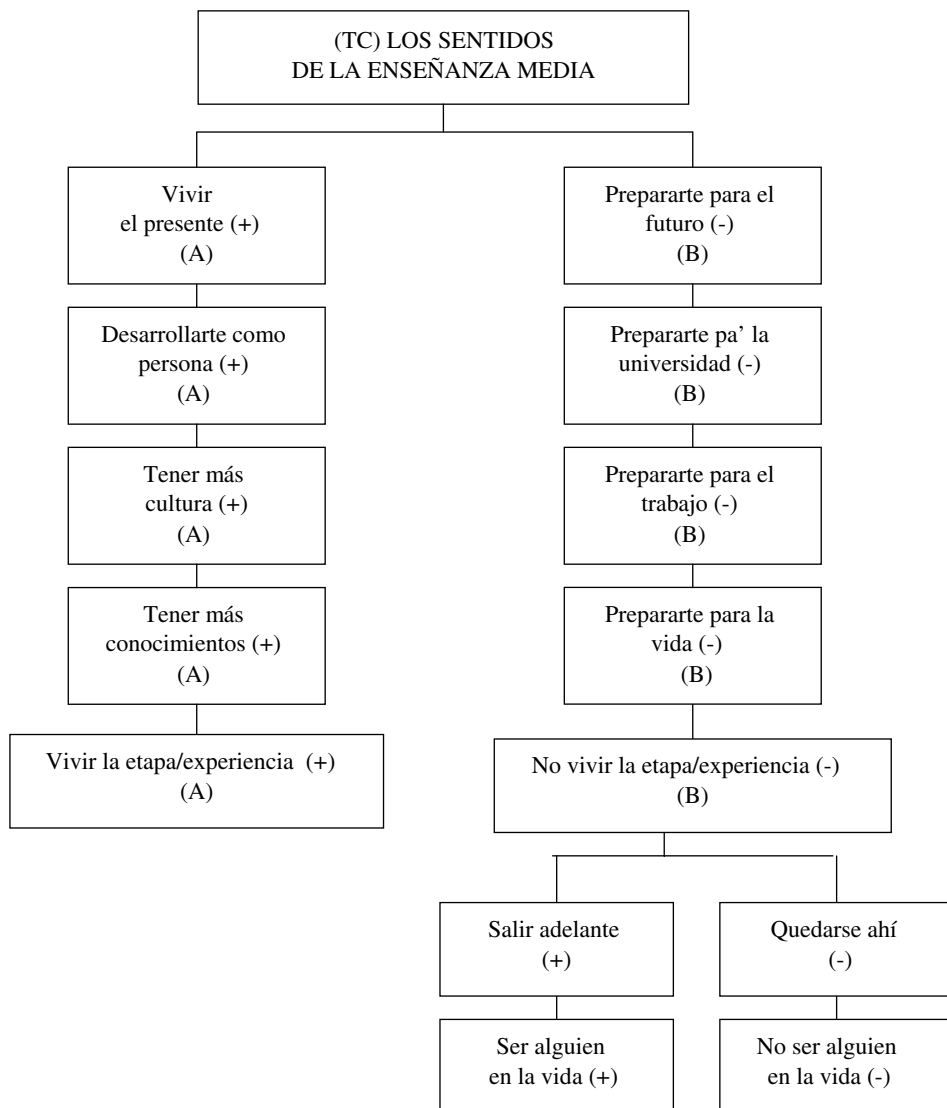 (TC) LOS SENTIDOS
DE LA ENSEÑANZA MEDIA
Vivir
el presente (+)
(A)
Prepararte para el
futuro (-)
(B)
Desarrollarte como
persona (+)
(A)
Prepararte pa’ la
universidad (-)
(B)
Tener más
cultura (+)
(A)
Prepararte para el
trabajo (-)
(B)
Tener más
conocimientos (+)
(A)
Prepararte para la
vida (-)
(B)
Vivir la etapa/experiencia (+)
(A)
No vivir la etapa/experiencia (-)
(B)
Salir adelante
(+)
Quedarse ahí
(-)
Ser alguien
en la vida (+)
No ser alguien
en la vida (-)